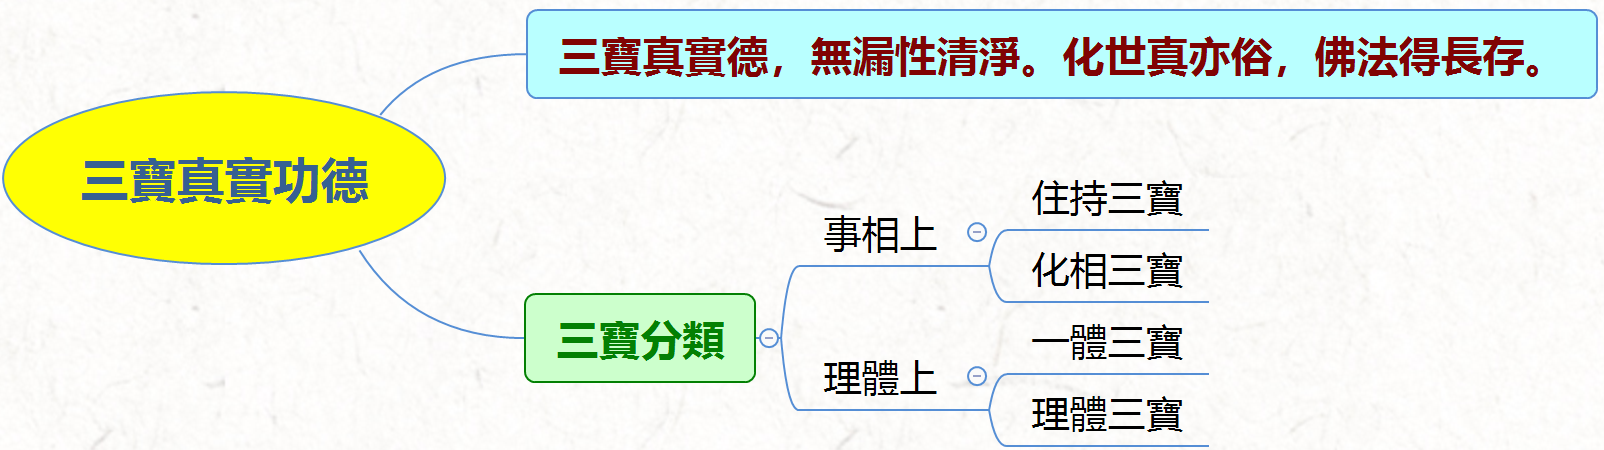 三寶真實功德
三寶真實德，無漏性清淨。化世真亦俗，佛法得長存。
三寶分類
事相上
住持三寶
化相三寶
理體上
一體三寶
理體三寶